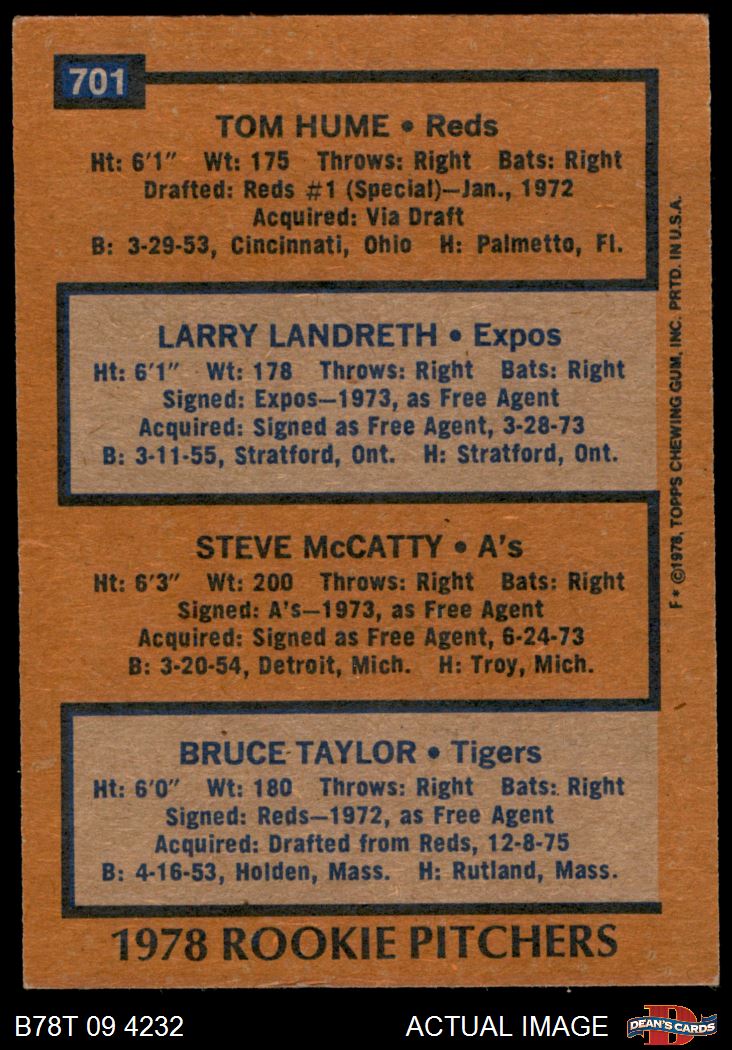 701
TOM HUME • Reds
Ht: 6'1" Wt: 175 Throws: Right Bats: Right
Drafted: Reds #1 (Special)—Jan., 1972
Acquired: Via Draft
B: 3-29-53, Cincinnati, Ohio H: Palmetto, Fl.
LARRY LANDRETH • Expos
Ht: 6'1" Wt: 178 Throws: Right Bats: Right
Signed: Expos—1973, as Free Agent
Acquired: Signed as Free Agent, 3-28-73
B: 3-11-55, Stratford, Ont. H: Stratford, Ont.
STEVE McCATTY • A's
Ht: 6'3" Wt: 200 Throws: Right Bats: Right
Signed: A's—1973, as Free Agent
Acquired: Signed as Free Agent, 6-24-73
B: 3-20-54, Detroit, Mich. H: Troy, Mich.
BRUCE TAYLOR • Tigers
Ht: 6'0" Wt: 180 Throws: Right Bats: Right
Signed: Reds—1972, as Free Agent
Acquired: Drafted from Reds, 12-8-75
B: 4-16-53, Holden, Mass. H: Rutland, Mass.
1978 ROOKIE PITCHERS
F* ©1978, TOPPS CHEWING GUM, INC. PRTD. IN U.S.A.
B78T 09 4232 ACTUAL IMAGE
DEAN'S CARDS